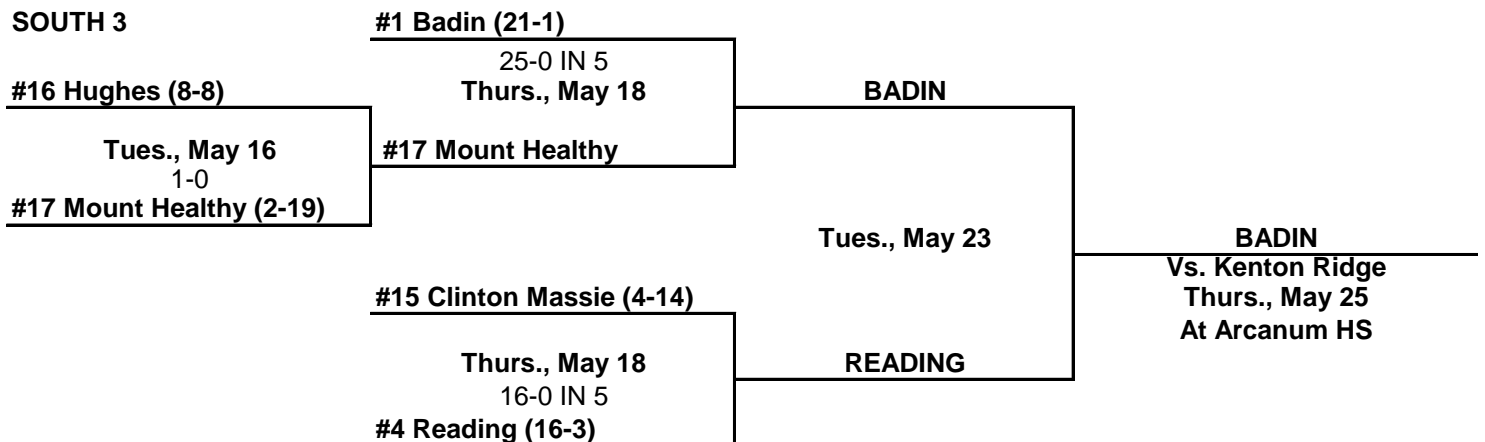 SOUTH 3
#1 Badin (21-1)
25-0 IN 5
#16 Hughes (8-8)
Thurs., May 18
BADIN
Tues., May 16
#17 Mount Healthy
1-0
#17 Mount Healthy (2-19)
Tues., May 23
BADIN
Vs. Kenton Ridge
#15 Clinton Massie (4-14)
Thurs., May 25
At Arcanum HS
Thurs., May 18
READING
16-0 IN 5
#4 Reading (16-3)